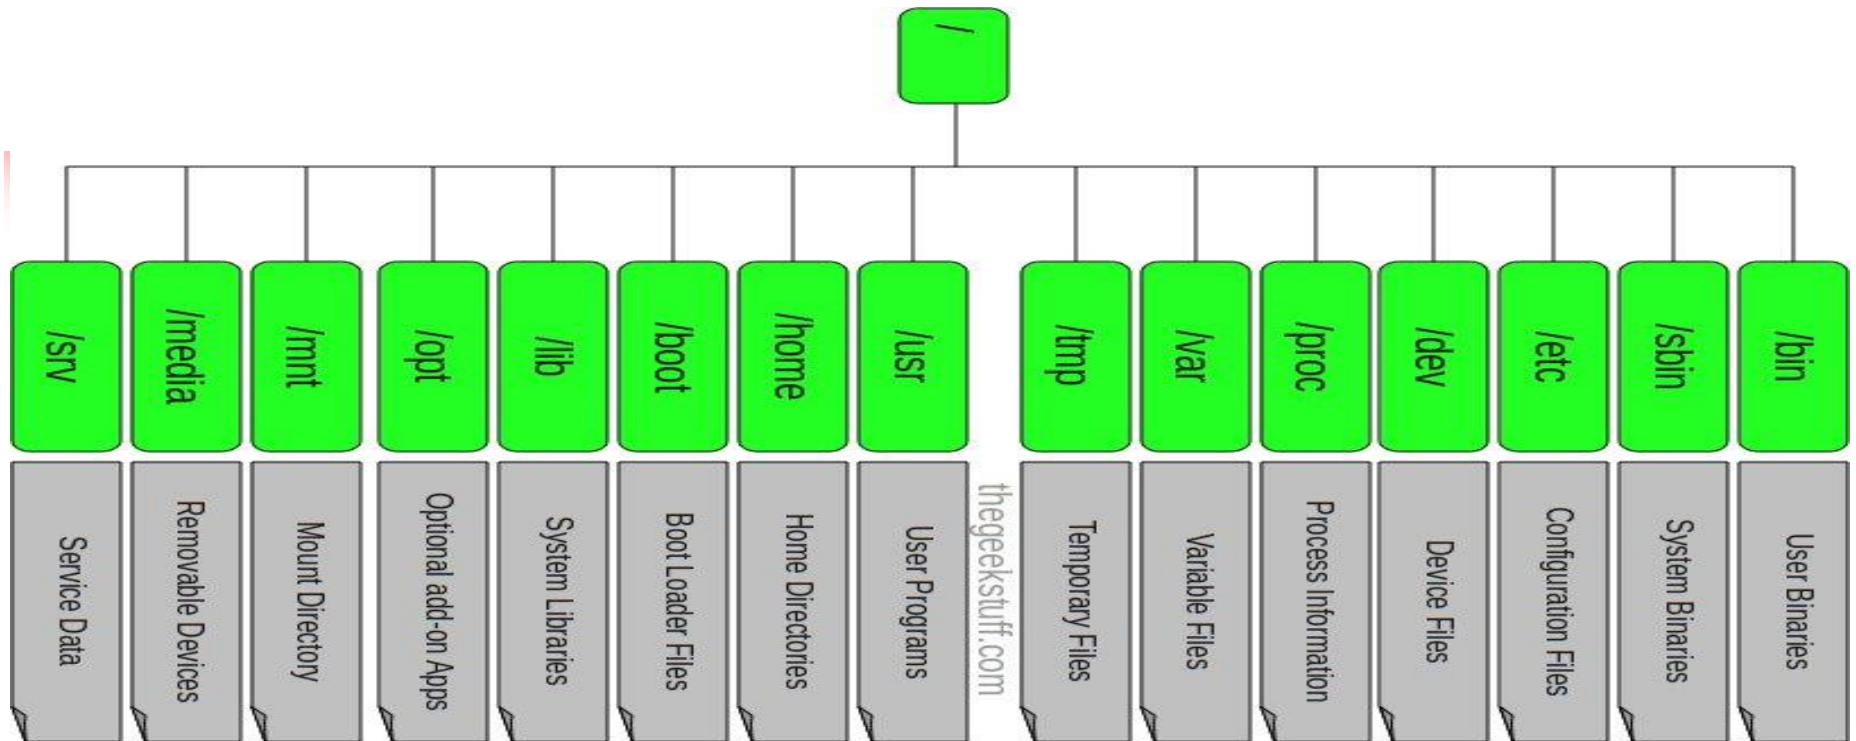 /
/bin
User Binaries
/sbin
System Binaries
/etc
Configuration Files
/dev
Device Files
/proc
Process Information
/var
Variable Files
/tmp
Temporary Files
thegeekstuff.com
/usr
User Programs
/home
Home Directories
/boot
Boot Loader Files
/lib
System Libraries
/opt
Optional add-on Apps
/mnt
Mount Directory
/media
Removable Devices
/srv
Service Data